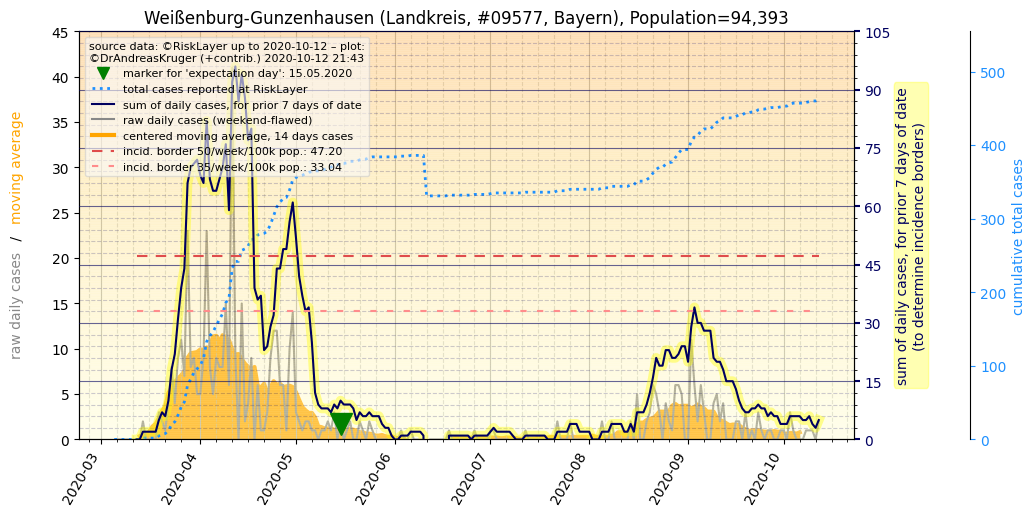 Weißenburg-Gunzenhausen (Landkreis, #09577, Bayern), Population=94,393
source data: ©RiskLayer up to 2020-10-12 – plot:
©DrAndreasKruger (+contrib.) 2020-10-12 21:43
marker for 'expectation day': 15.05.2020
total cases reported at RiskLayer
sum of daily cases, for prior 7 days of date
raw daily cases (weekend-flawed)
centered moving average, 14 days cases
incid. border 50/week/100k pop.: 47.20
incid. border 35/week/100k pop.: 33.04
raw daily cases / moving average
45
40
35
30
25
20
15
10
5
0
2020-03
2020-04
2020-05
2020-06
2020-07
2020-08
2020-09
2020-10
105
90
75
60
45
30
15
0
sum of daily cases, for prior 7 days of date
(to determine incidence borders)
500
400
300
200
100
0
cumulative total cases